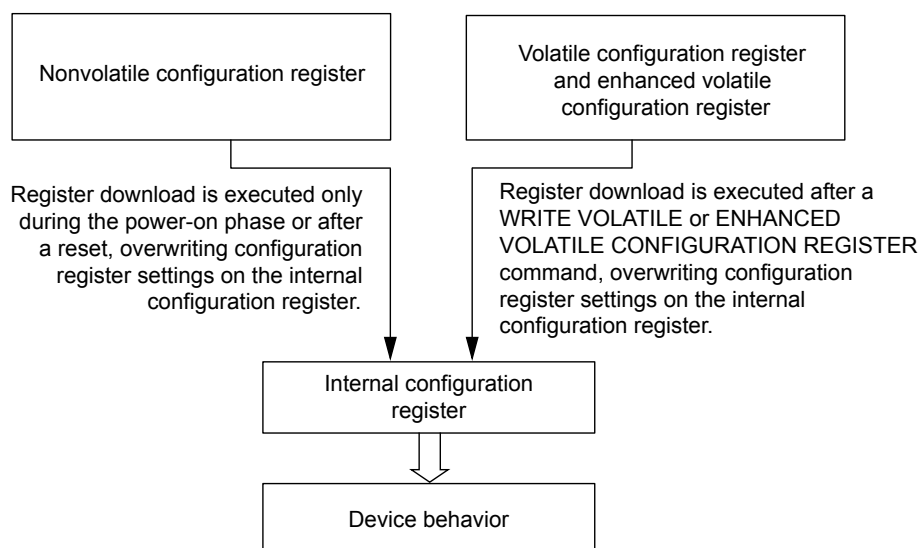 Nonvolatile configuration register
Volatile configuration register
and enhanced volatile
configuration register
Register download is executed only
during the power-on phase or after
a reset, overwriting configuration
register settings on the internal
configuration register.
Register download is executed after a
WRITE VOLATILE or ENHANCED
VOLATILE CONFIGURATION REGISTER
command, overwriting configuration
register settings on the internal
configuration register.
Internal configuration
register
Device behavior